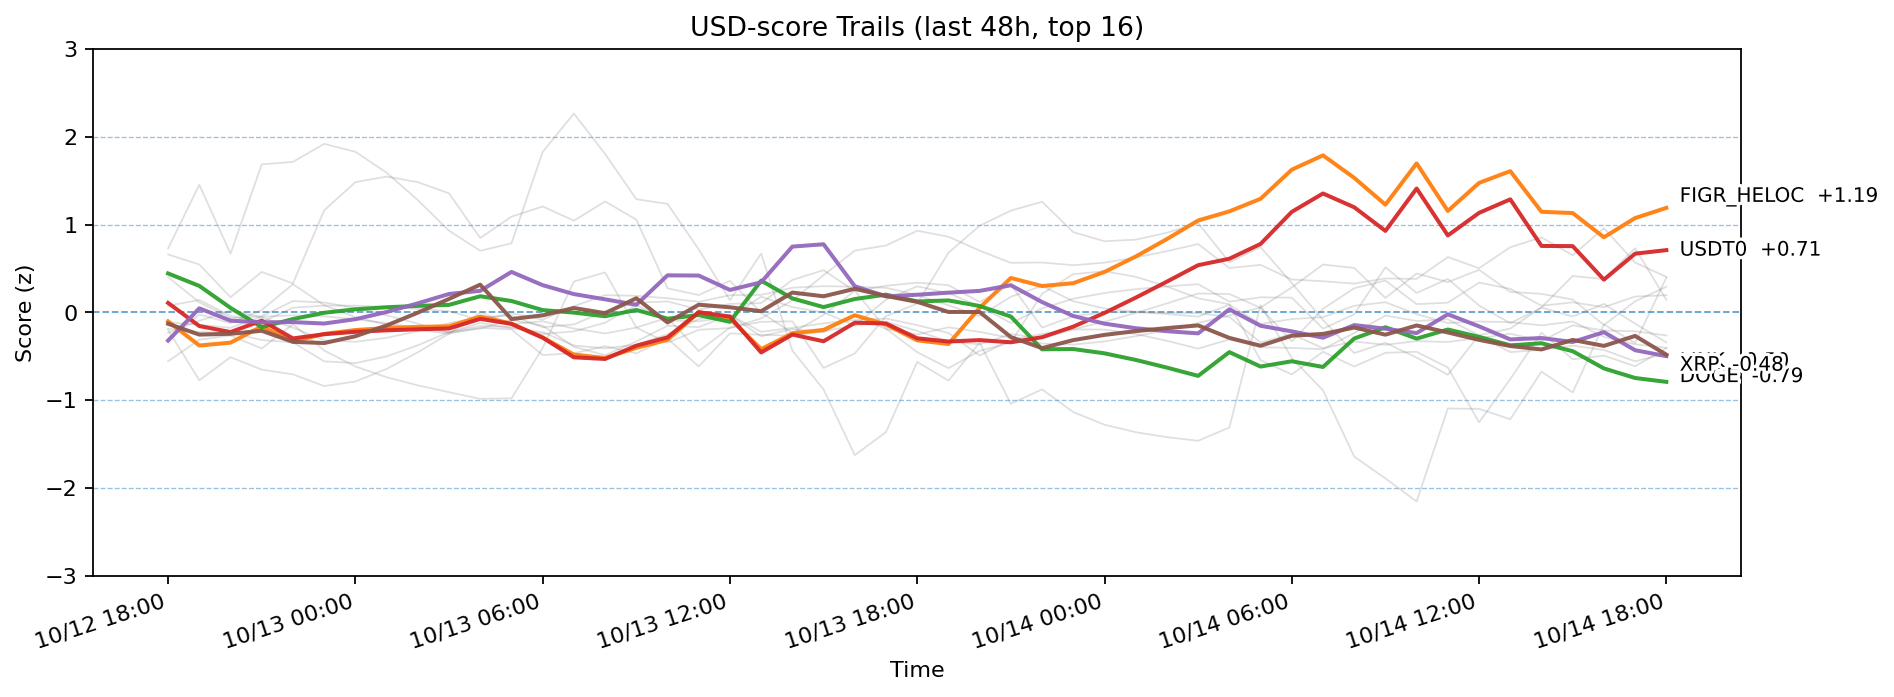 USD-score Trails (last 48h, top 16)
Score (z)
3
2
1
0
−1
−2
−3
FIGR_HELOC +1.19
USDT0 +0.71
XRP -0.48
DOGE -0.79
10/12 18:00
10/13 00:00
10/13 06:00
10/13 12:00
10/13 18:00
10/14 00:00
10/14 06:00
10/14 12:00
10/14 18:00
Time